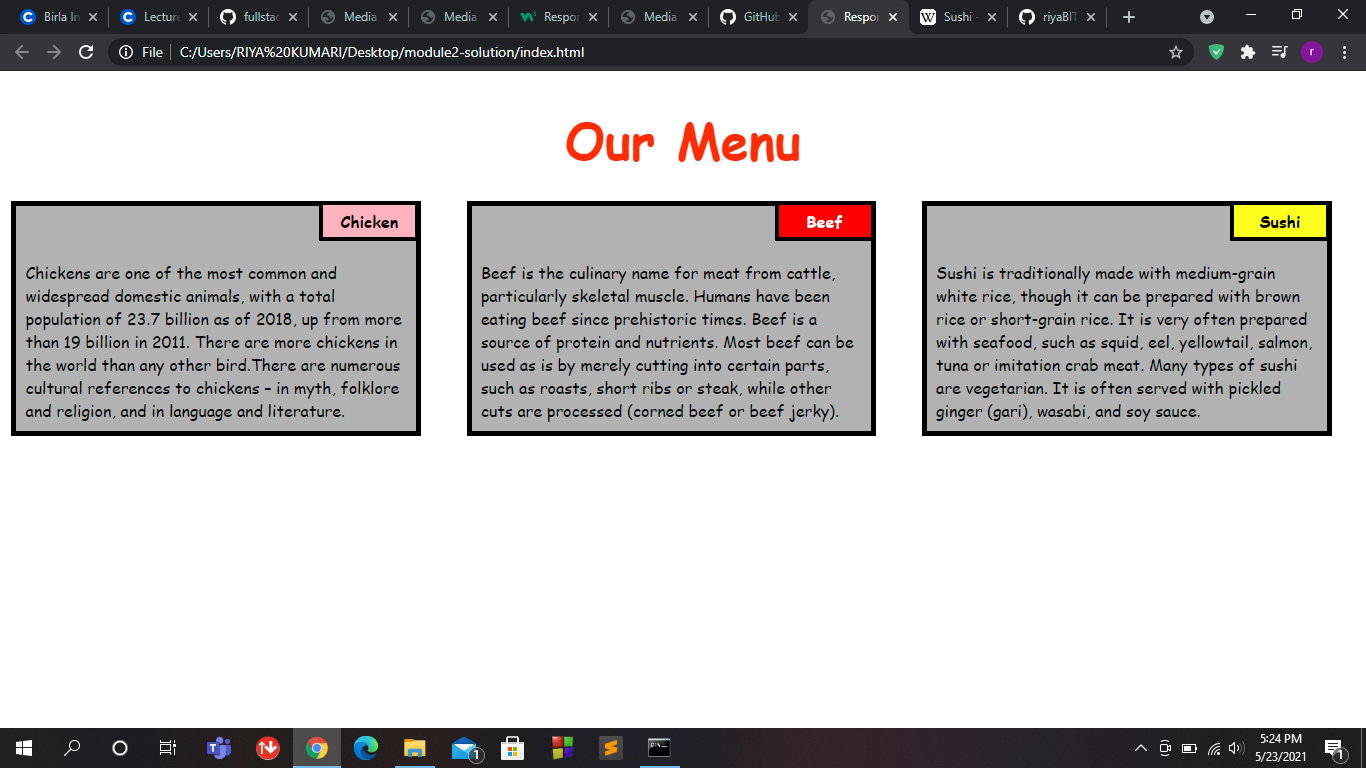 Birla In
Lecture
fullstac
Media
Media
Respor
Media
GitHub
Respor
Sushi -
riyaBIT
File
C:/Users/RIYA%20KUMARI/Desktop/module2-solution/index.html
r
Our Menu
Chicken
Chickens are one of the most common and
widespread domestic animals, with a total
population of 23.7 billion as of 2018, up from more
than 19 billion in 2011. There are more chickens in
the world than any other bird.There are numerous
cultural references to chickens – in myth, folklore
and religion, and in language and literature.
Beef
Beef is the culinary name for meat from cattle,
particularly skeletal muscle. Humans have been
eating beef since prehistoric times. Beef is a
source of protein and nutrients. Most beef can be
used as is by merely cutting into certain parts,
such as roasts, short ribs or steak, while other
cuts are processed (corned beef or beef jerky).
Sushi
Sushi is traditionally made with medium-grain
white rice, though it can be prepared with brown
rice or short-grain rice. It is very often prepared
with seafood, such as squid, eel, yellowtail, salmon,
tuna or imitation crab meat. Many types of sushi
are vegetarian. It is often served with pickled
ginger (gari), wasabi, and soy sauce.
1
5:24 PM
5/23/2021
1